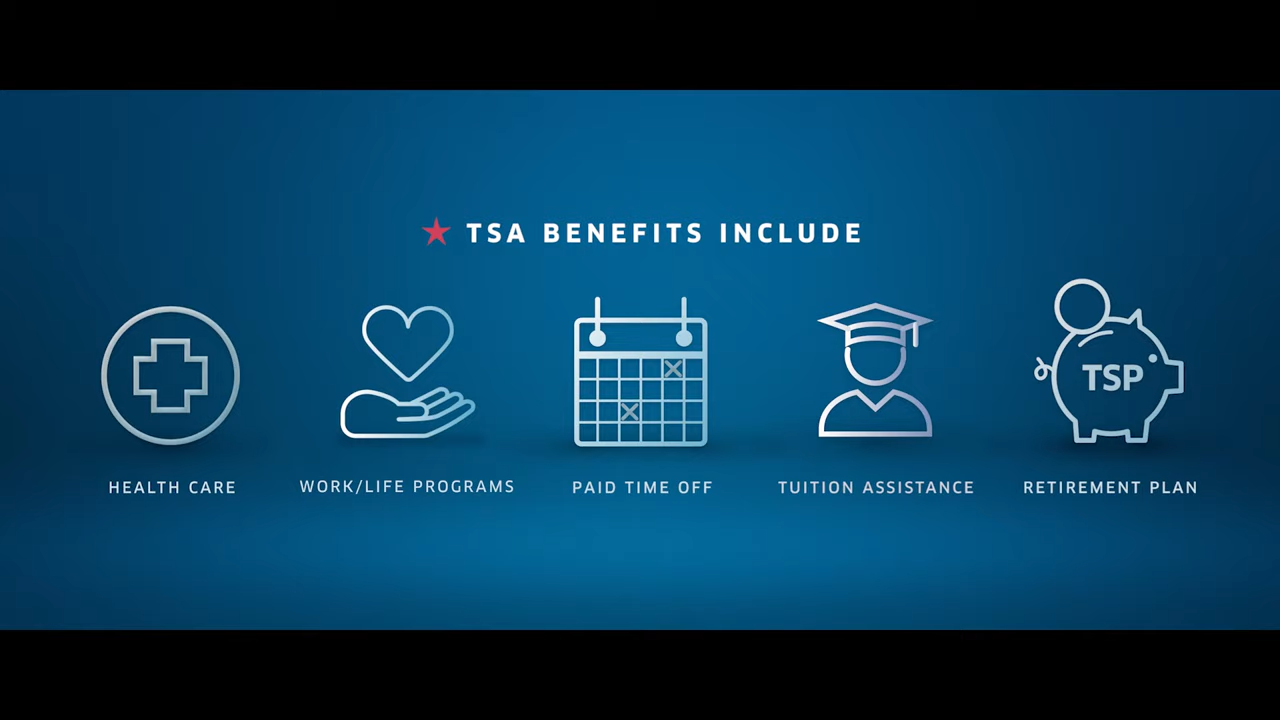 TSA BENEFITS INCLUDE
TSP
HEALTH CARE
WORK/LIFE PROGRAMS
PAID TIME OFF
TUITION ASSISTANCE
RETIREMENT PLAN